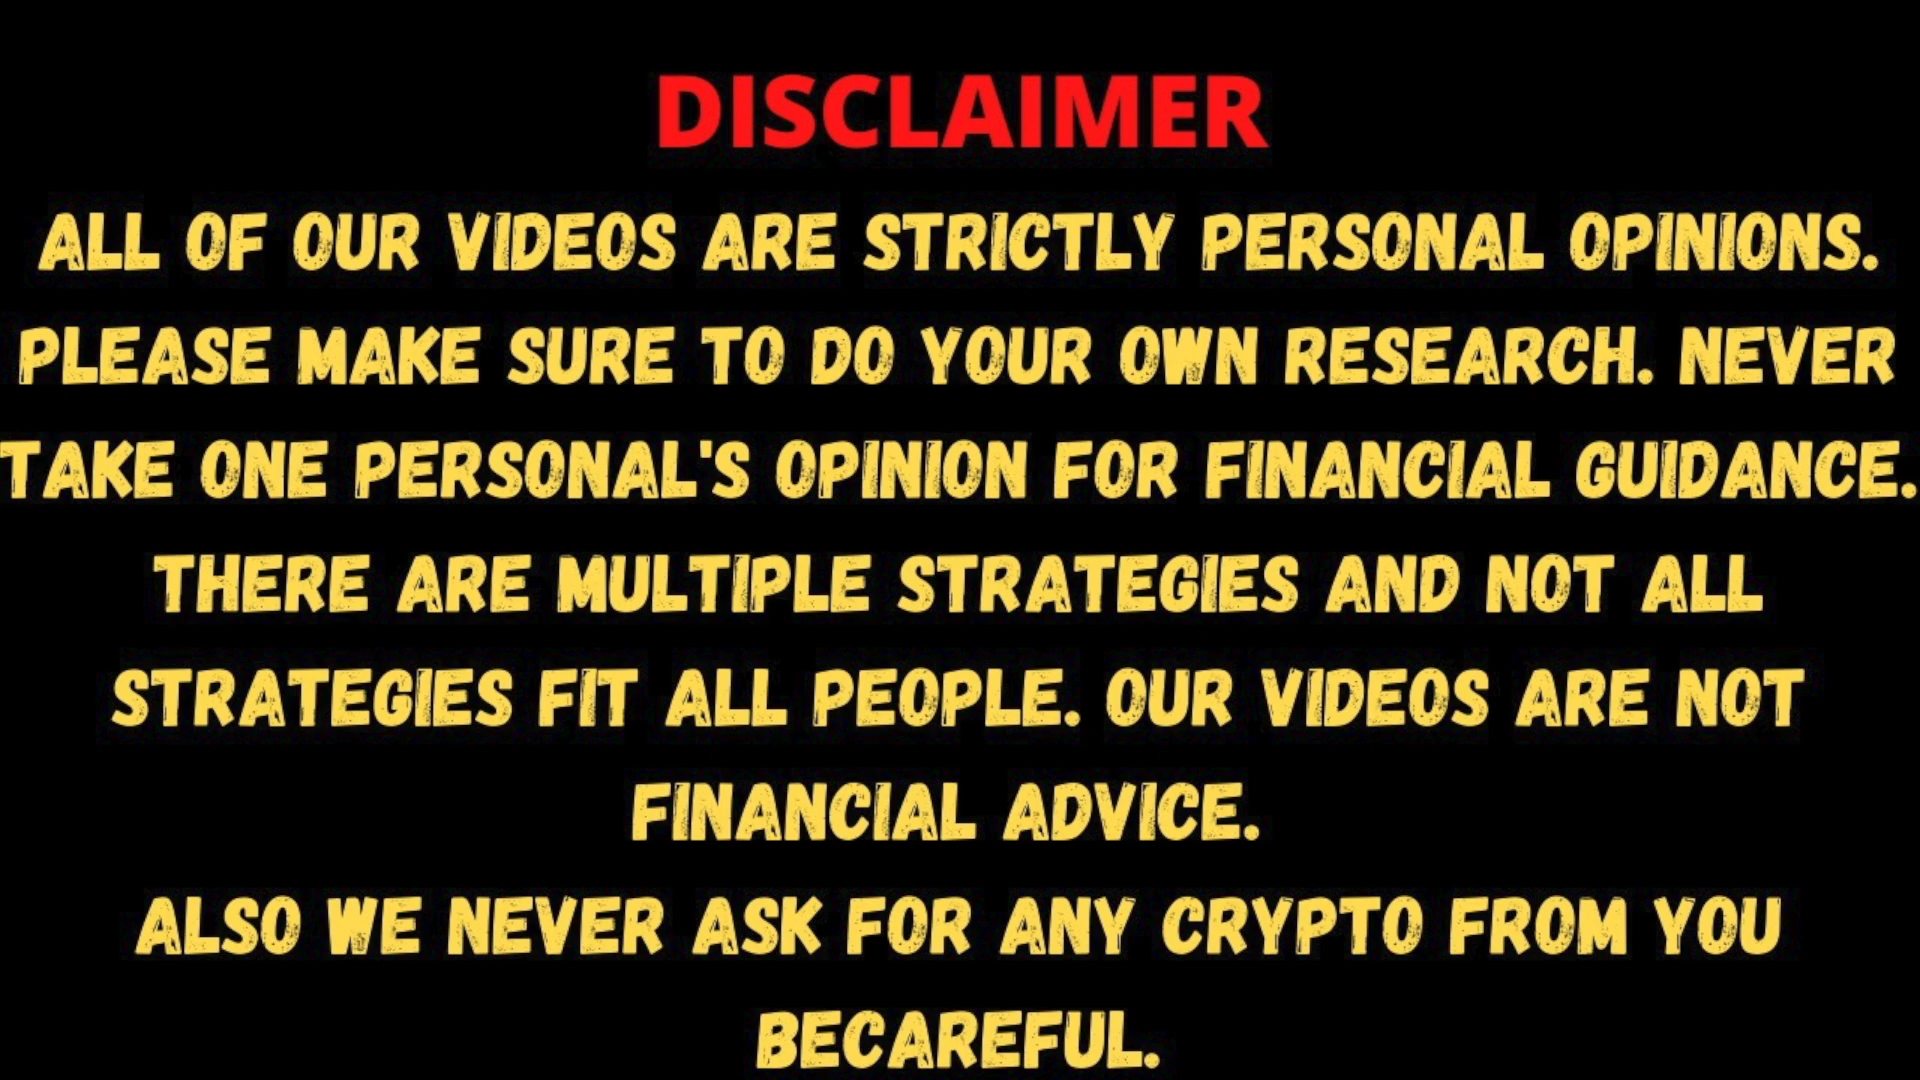 DISCLAIMER
ALL OF OUR VIDEOS ARE STRICTLY PERSONAL OPINIONS.
PLEASE MAKE SURE TO DO YOUR OWN RESEARCH. NEVER
TAKE ONE PERSONAL'S OPINION FOR FINANCIAL GUIDANCE.
THERE ARE MULTIPLE STRATEGIES AND NOT ALL
STRATEGIES FIT ALL PEOPLE. OUR VIDEOS ARE NOT
FINANCIAL ADVICE.
ALSO WE NEVER ASK FOR ANY CRYPTO FROM YOU
BECAREFUL.